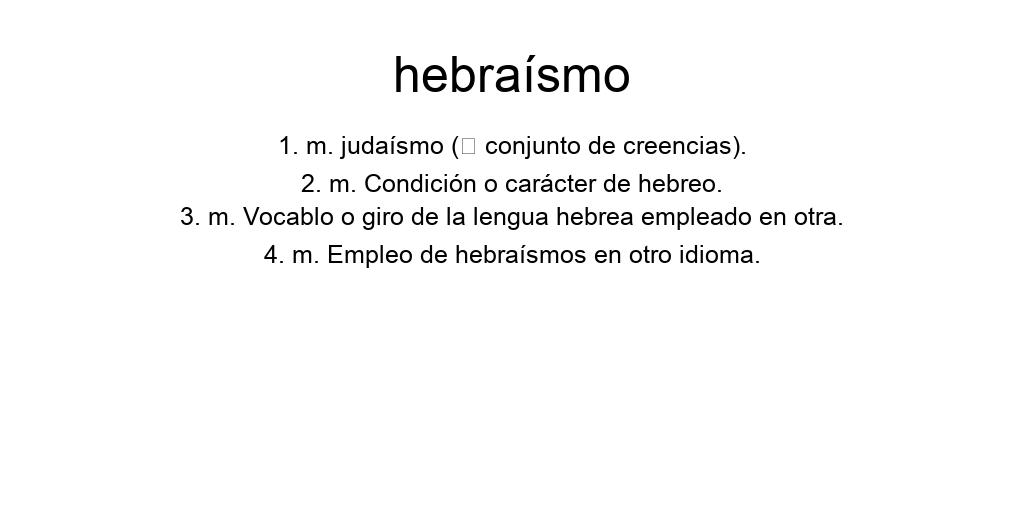 hebraísmo
1. m. judaísmo (□ conjunto de creencias).
2. m. Condición o carácter de hebreo.
3. m. Vocablo o giro de la lengua hebrea empleado en otra.
4. m. Empleo de hebraísmos en otro idioma.